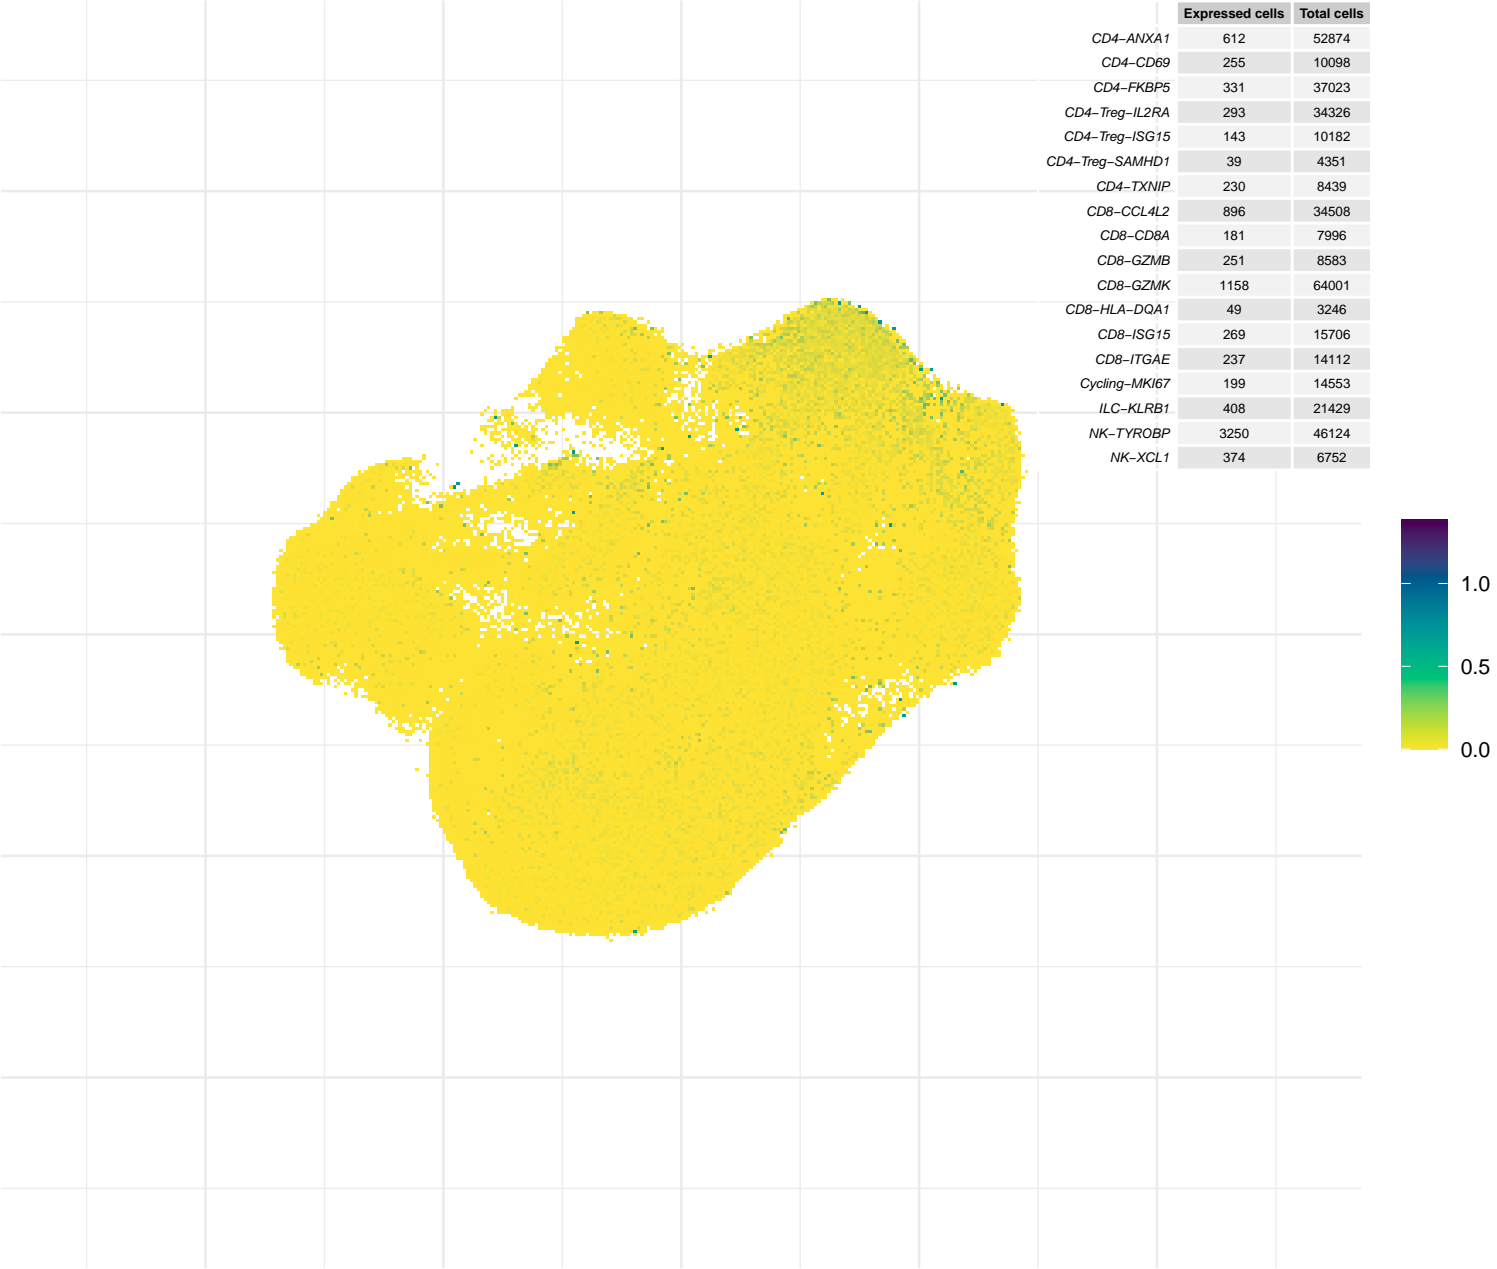 Expressed cells Total cells
CD4−ANXA1 612 52874
CD4−CD69 255 10098
CD4−FKBP5 331 37023
CD4−Treg−IL2RA 293 34326
CD4−Treg−ISG15 143 10182
CD4−Treg−SAMHD1 39 4351
CD4−TXNIP 230 8439
CD8−CCL4L2 896 34508
CD8−CD8A 181 7996
CD8−GZMB 251 8583
CD8−GZMK 1158 64001
CD8−HLA−DQA1 49 3246
CD8−ISG15 269 15706
CD8−ITGAE 237 14112
Cycling−MKI67 199 14553
ILC−KLRB1 408 21429
NK−TYROBP 3250 46124
NK−XCL1 374 6752
1.0
0.5
0.0